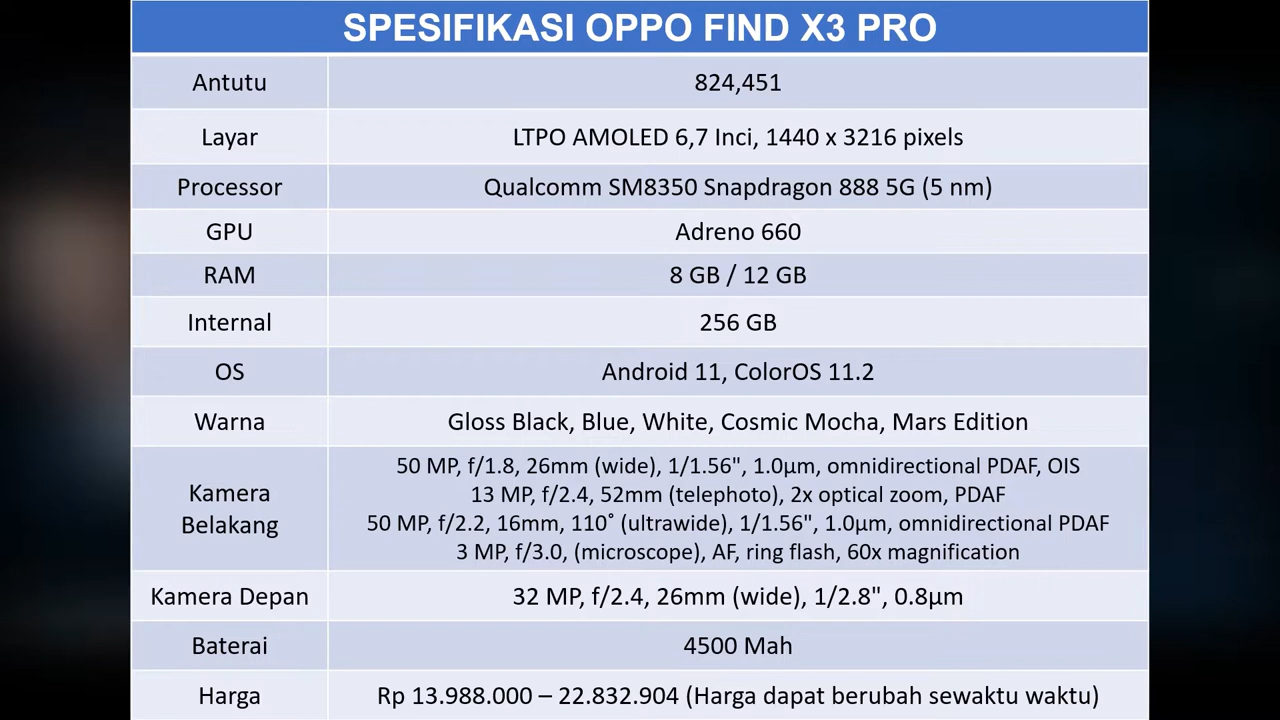 SPESIFIKASI OPPO FIND X3 PRO
Antutu 824,451
Layar LTPO AMOLED 6,7 Inci, 1440 x 3216 pixels
Processor Qualcomm SM8350 Snapdragon 888 5G (5 nm)
GPU Adreno 660
RAM 8 GB / 12 GB
Internal 256 GB
OS Android 11, ColorOS 11.2
Warna Gloss Black, Blue, White, Cosmic Mocha, Mars Edition
Kamera
Belakang
50 MP, f/1.8, 26mm (wide), 1/1.56", 1.0µm, omnidirectional PDAF, OIS
13 MP, f/2.4, 52mm (telephoto), 2x optical zoom, PDAF
50 MP, f/2.2, 16mm, 110˚ (ultrawide), 1/1.56", 1.0µm, omnidirectional PDAF
3 MP, f/3.0, (microscope), AF, ring flash, 60x magnification
Kamera Depan 32 MP, f/2.4, 26mm (wide), 1/2.8", 0.8µm
Baterai 4500 Mah
Harga Rp 13.988.000 – 22.832.904 (Harga dapat berubah sewaktu waktu)